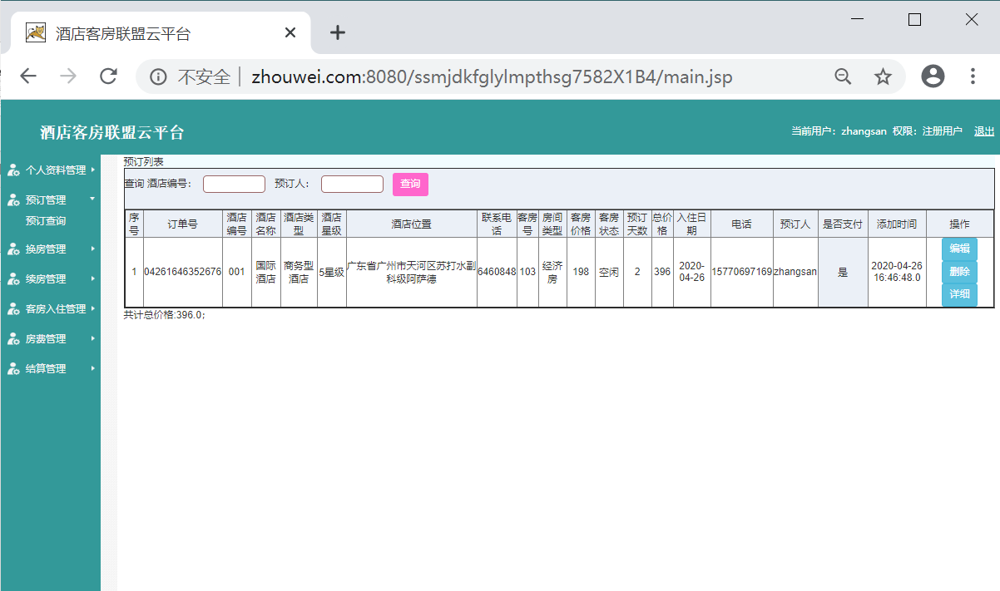 酒店客房联盟云平台
不安全
zhouwei.com:8080/ssmjdkfglylmpthsg7582X1B4/main.jsp
酒店客房联盟云平台
当前用户：zhangsan 权限：注册用户 退出
个人资料管理
预订管理
预订查询
换房管理
续房管理
客房入住管理
房费管理
结算管理
预订列表
查询 酒店编号： 预订人： 查询
序号 订单号 酒店编号 酒店名称 酒店类型 酒店星级 酒店位置 联系电话 客房号 房间类型 客房价格 客房状态 预订天数 总价格 入住日期 电话 预订人 是否支付 添加时间 操作
1 04261646352676 001 国际酒店 商务型酒店 5星级 广东省广州市天河区苏打水副科级阿萨德 6460848 103 经济房 198 空闲 2 396 2020-04-26 15770697169 zhangsan 是 2020-04-26 16:46:48.0 编辑 删除 详细
共计总价格:396.0;